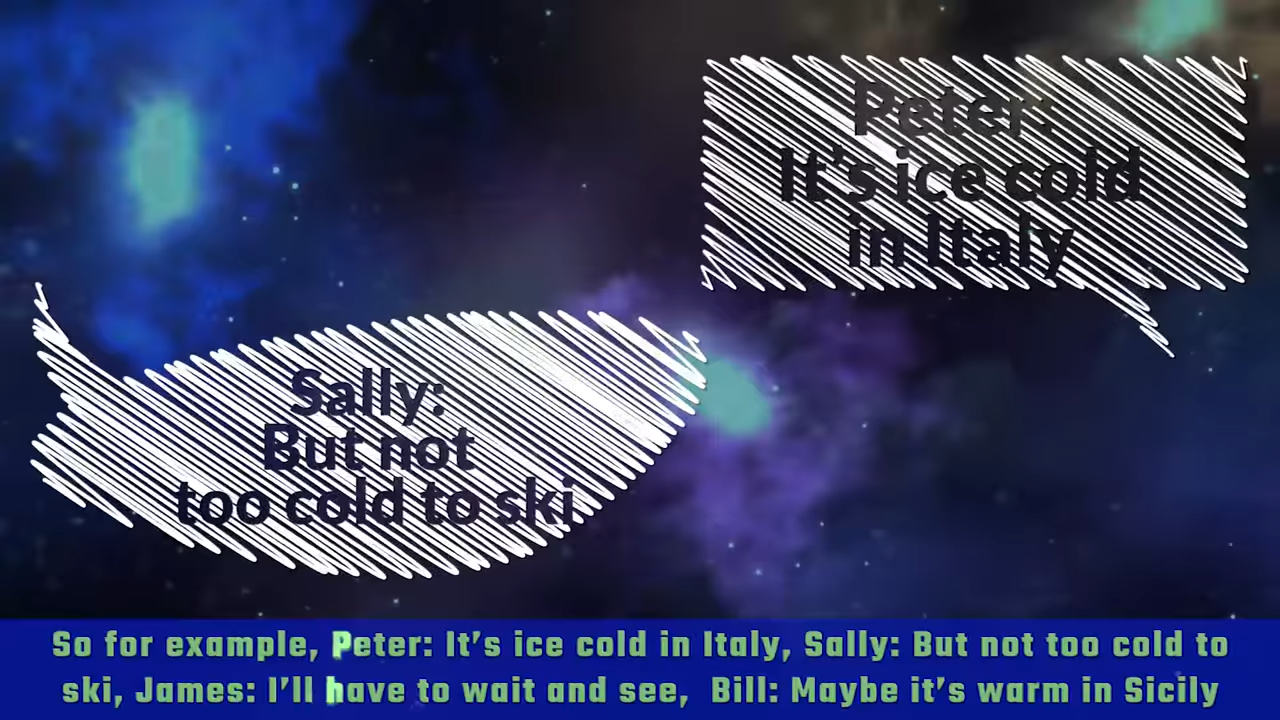 Peter:
It's ice cold
in Italy
Sally:
But not
too cold to ski
So for example, Peter: It's ice cold in Italy, Sally: But not too cold to
ski, James: I'll have to wait and see,  Bill: Maybe it's warm in Sicily